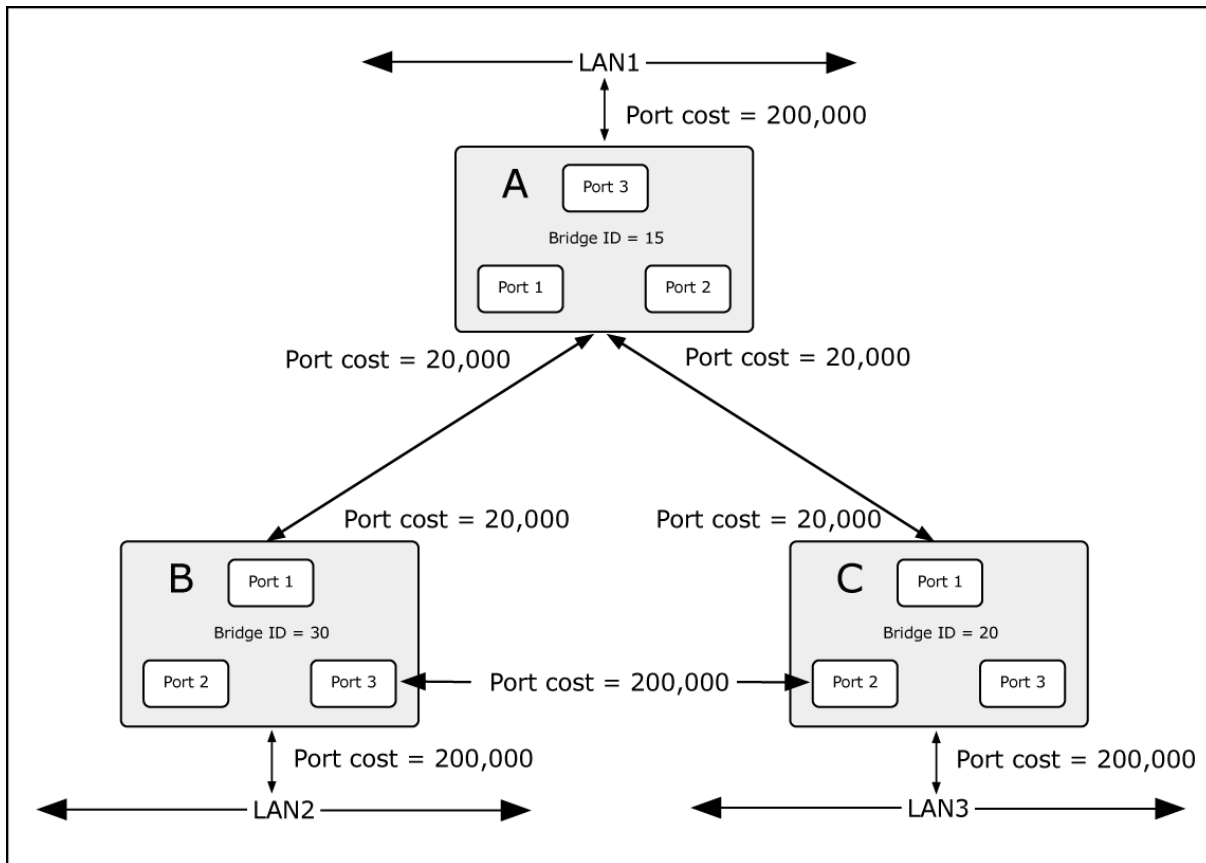 LAN1
Port cost = 200,000
A
Port 3
Bridge ID = 15
Port 1
Port 2
Port cost = 20,000
Port cost = 20,000
Port cost = 20,000
Port cost = 20,000
B
Port 1
Bridge ID = 30
Port 2
Port 3
Port cost = 200,000
C
Port 1
Bridge ID = 20
Port 2
Port 3
Port cost = 200,000
LAN2
Port cost = 200,000
LAN3